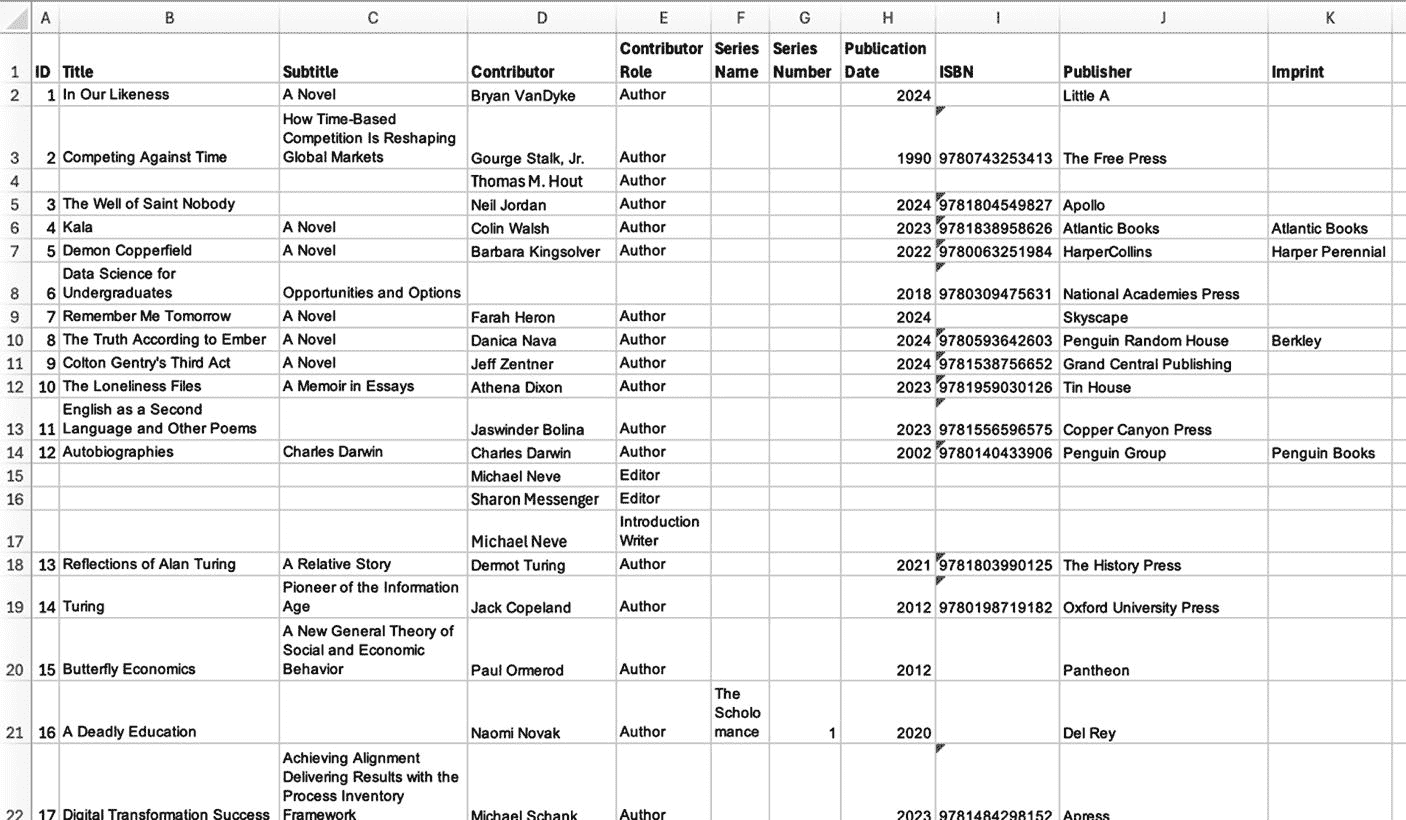 A B C D E F G H I J K
Contributor Series Series Publication
1 ID Title Subtitle Contributor Role Name Number Date ISBN Publisher Imprint
2 1 In Our Likeness A Novel Bryan VanDyke Author 2024 Little A
How Time-Based
Competition Is Reshaping
3 2 Competing Against Time Global Markets Gourge Stalk, Jr. Author 1990 9780743253413 The Free Press
4 Thomas M. Hout Author
5 3 The Well of Saint Nobody Neil Jordan Author 2024 9781804549827 Apollo
6 4 Kala A Novel Colin Walsh Author 2023 9781838958626 Atlantic Books Atlantic Books
7 5 Demon Copperfield A Novel Barbara Kingsolver Author 2022 9780063251984 HarperCollins Harper Perennial
Data Science for
8 6 Undergraduates Opportunities and Options 2018 9780309475631 National Academies Press
9 7 Remember Me Tomorrow A Novel Farah Heron Author 2024 Skyscape
10 8 The Truth According to Ember A Novel Danica Nava Author 2024 9780593642603 Penguin Random House Berkley
11 9 Colton Gentry's Third Act A Novel Jeff Zentner Author 2024 9781538756652 Grand Central Publishing
12 10 The Loneliness Files A Memoir in Essays Athena Dixon Author 2023 9781959030126 Tin House
English as a Second
13 11 Language and Other Poems Jaswinder Bolina Author 2023 9781556596575 Copper Canyon Press
14 12 Autobiographies Charles Darwin Charles Darwin Author 2002 9780140433906 Penguin Group Penguin Books
15 Michael Neve Editor
16 Sharon Messenger Editor
Introduction
17 Michael Neve Writer
18 13 Reflections of Alan Turing A Relative Story Dermot Turing Author 2021 9781803990125 The History Press
Pioneer of the Information
19 14 Turing Age Jack Copeland Author 2012 9780198719182 Oxford University Press
A New General Theory of
Social and Economic
20 15 Butterfly Economics Behavior Paul Ormerod Author 2012 Pantheon
The
Scholo
21 16 A Deadly Education Naomi Novak Author mance 1 2020 Del Rey
Achieving Alignment
Delivering Results with the
Process Inventory
22 17 Digital Transformation Success Framework Michael Schank Author 2023 9781484298152 Apress